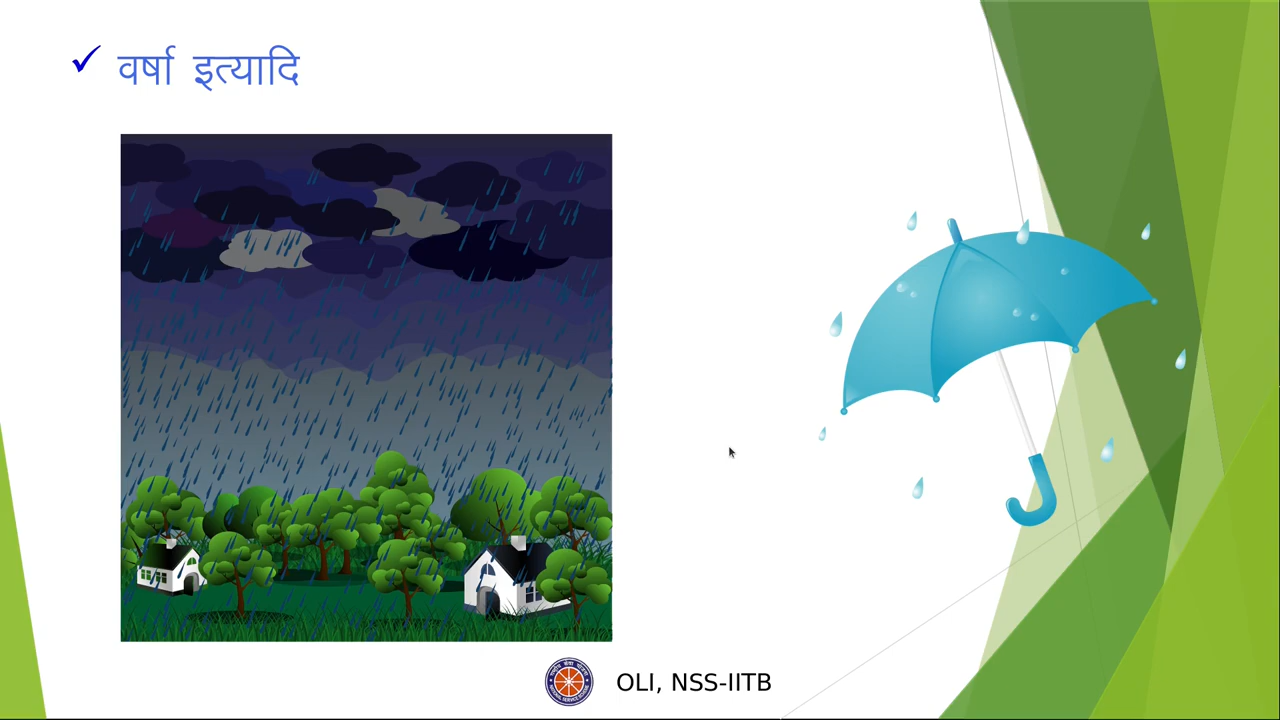 ✓ वर्षा इत्यादि
OLI, NSS-IITB